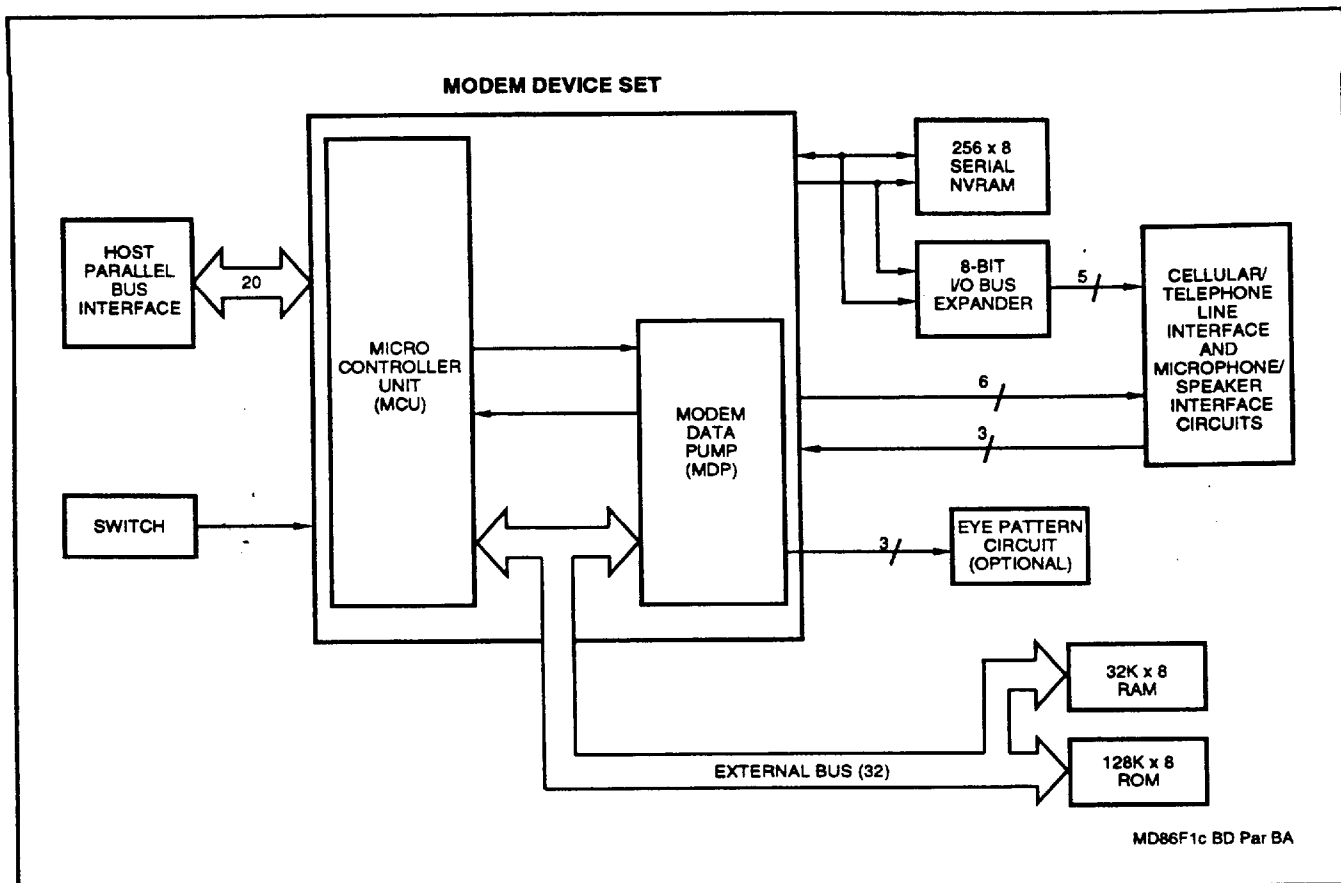 MODEM DEVICE SET
HOST
PARALLEL
BUS
INTERFACE
20
SWITCH
MICRO
CONTROLLER
UNIT
(MCU)
MODEM
DATA
PUMP
(MDP)
256 x 8
SERIAL
NVRAM
8-BIT
I/O BUS
EXPANDER
5
CELLULAR/
TELEPHONE
LINE
INTERFACE
AND
MICROPHONE/
SPEAKER
INTERFACE
CIRCUITS
6
3
3
EYE PATTERN
CIRCUIT
(OPTIONAL)
32K x 8
RAM
128K x 8
ROM
EXTERNAL BUS (32)
MD86F1c BD Par BA